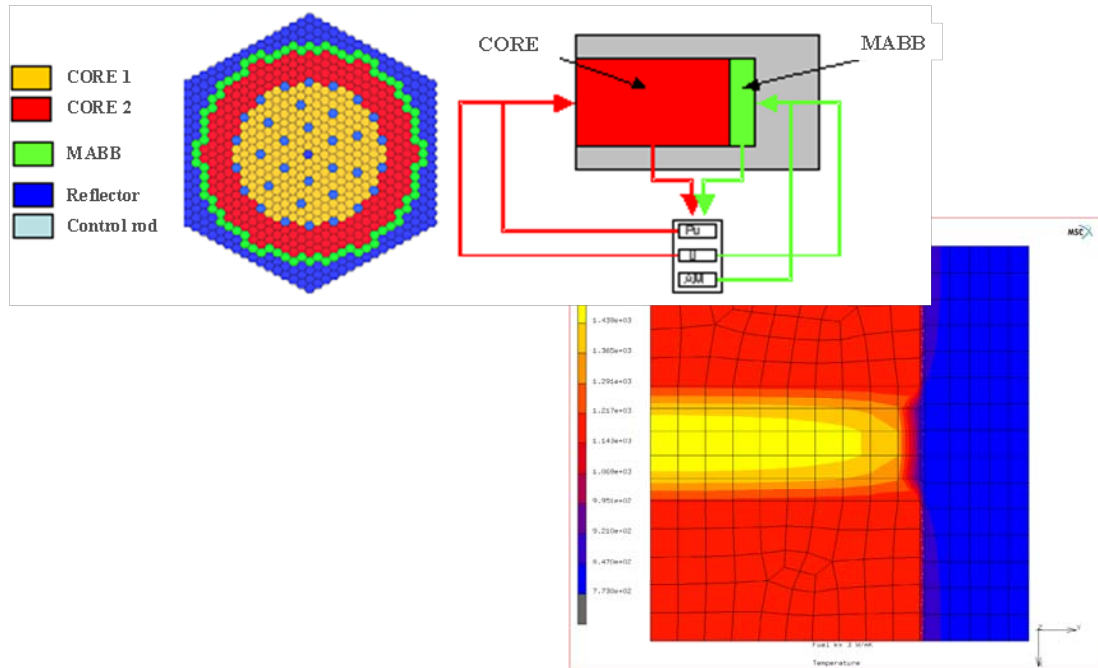 CORE 1
CORE 2
MABB
Reflector
Control rod
CORE
MABB
Pu
U
AM
MSC
1.439e+03
1.365e+03
1.291e+03
1.217e+03
1.143e+03
1.069e+03
9.951e+02
9.210e+02
8.470e+02
7.730e+02
Temperature
Z
Y